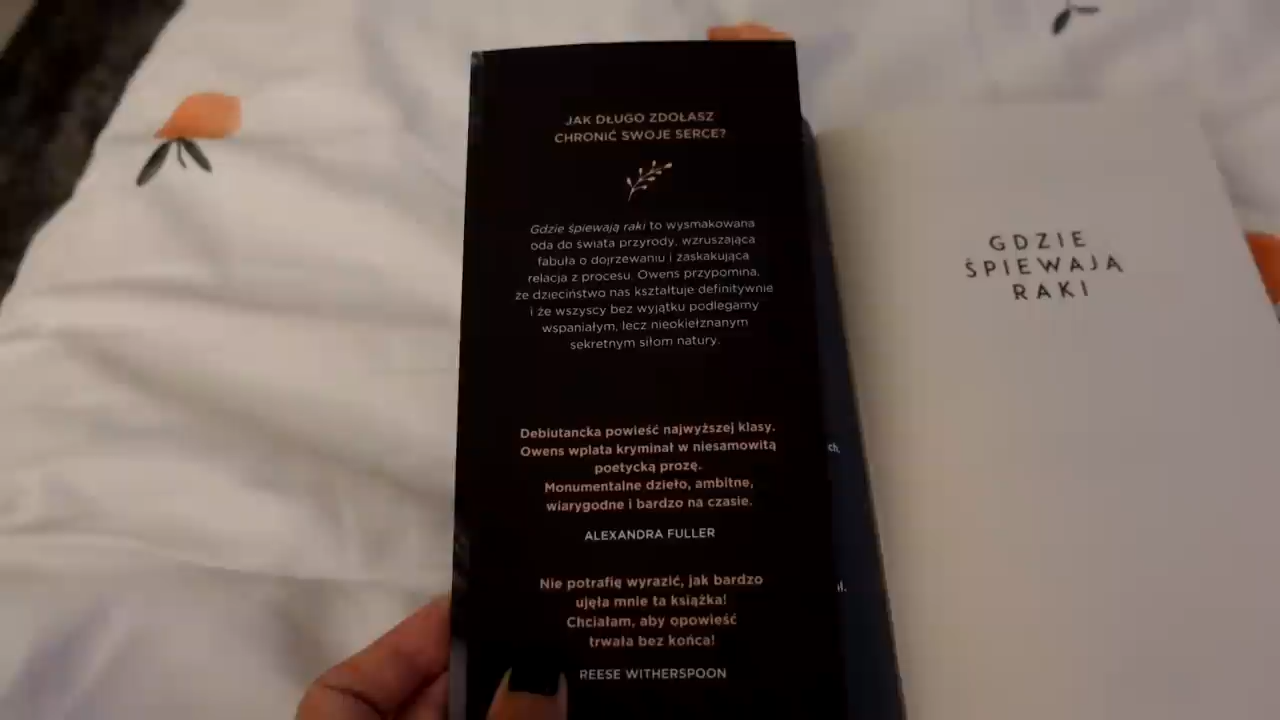 JAK DŁUGO ZDOŁASZ
CHRONIĆ SWOJE SERCE?
Gdzie śpiewają raki to wysmakowana
oda do świata przyrody, wzruszająca
fabuła o dojrzewaniu i zaskakująca
relacja z procesu. Owens przypomina,
że dzieciństwo nas kształtuje definitywnie
i że wszyscy bez wyjątku podlegamy
wspaniałym, lecz nieokiełznanym
sekretnym siłom natury.
Debiutancka powieść najwyższej klasy.
Owens wplata kryminał w niesamowitą
poetycką prozę.
Monumentalne dzieło, ambitne,
wiarygodne i bardzo na czasie.
ALEXANDRA FULLER
Nie potrafię wyrazić, jak bardzo
ujęła mnie ta książka!
Chciałam, aby opowieść
trwała bez końca!
REESE WITHERSPOON
GDZIE
ŚPIEWAJĄ
RAKI